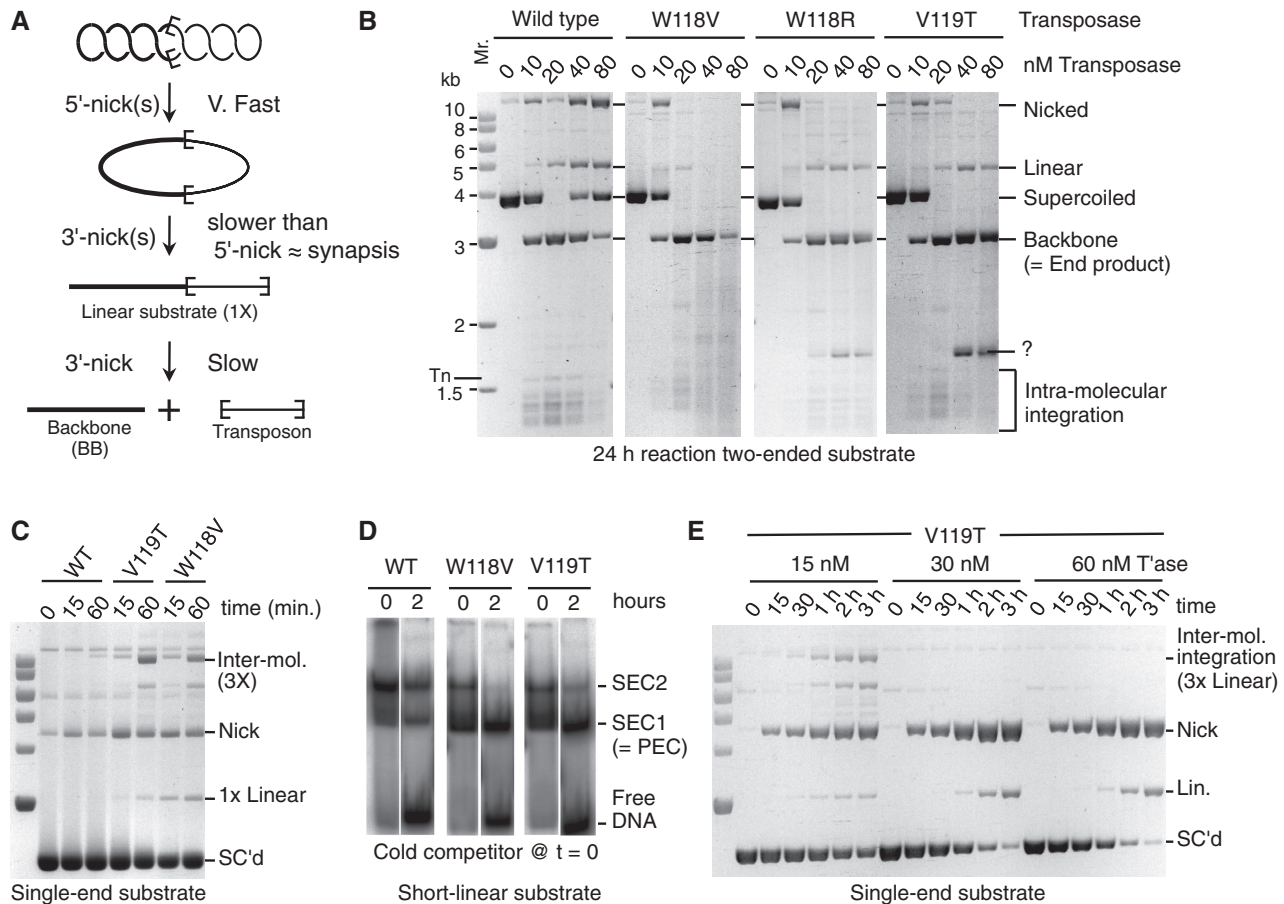 A
5'-nick(s) V. Fast
3'-nick(s) slower than
5'-nick ≈ synapsis
Linear substrate (1X)
3'-nick Slow
+
Backbone
(BB)
Transposon
B
Wild type W118V W118R V119T Transposase
Mr. 0 10 20 40 80 0 10 20 40 80 0 10 20 40 80 0 10 20 40 80 nM Transposase
kb
10
8
6
5
4
3
2
Tn
1.5
Nicked
Linear
Supercoiled
Backbone
(= End product)
?
Intra-molecular
integration
24 h reaction two-ended substrate
C
WT V119T W118V
0 15 60 15 60 15 60 time (min.)
Inter-mol.
(3X)
Nick
1x Linear
SC'd
Single-end substrate
D
WT W118V V119T
0 2 0 2 0 2 hours
SEC2
SEC1
(= PEC)
Free
DNA
Cold competitor @ t = 0
Short-linear substrate
E
V119T
15 nM 30 nM 60 nM T'ase
0 15 30 1 h 2 h 3 h 0 15 30 1 h 2 h 3 h 0 15 30 1 h 2 h 3 h time
Inter-mol.
integration
(3x Linear)
Nick
Lin.
SC'd
Single-end substrate